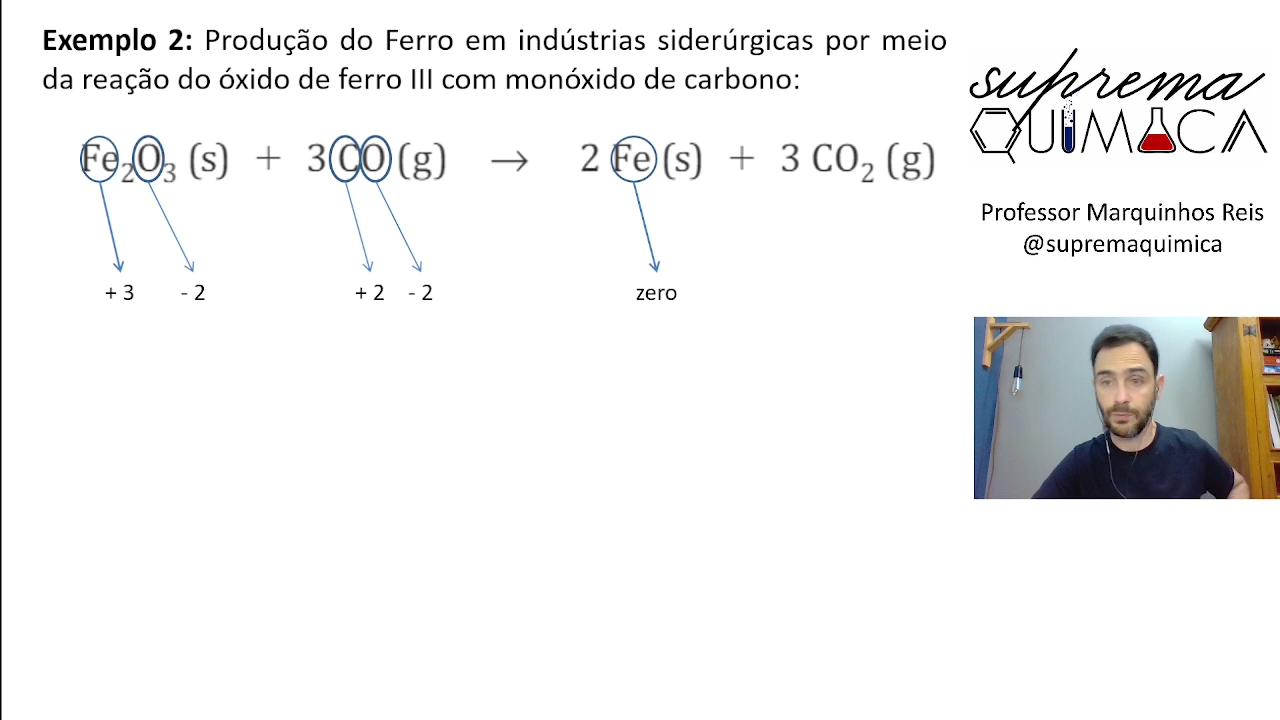 Exemplo 2: Produção do Ferro em indústrias siderúrgicas por meio
da reação do óxido de ferro III com monóxido de carbono:
Fe₂O₃ (s) + 3 CO (g) → 2 Fe (s) + 3 CO₂ (g)
+ 3 - 2 + 2 - 2 zero
suprema
QUÍMICA
Professor Marquinhos Reis
@supremaquimica